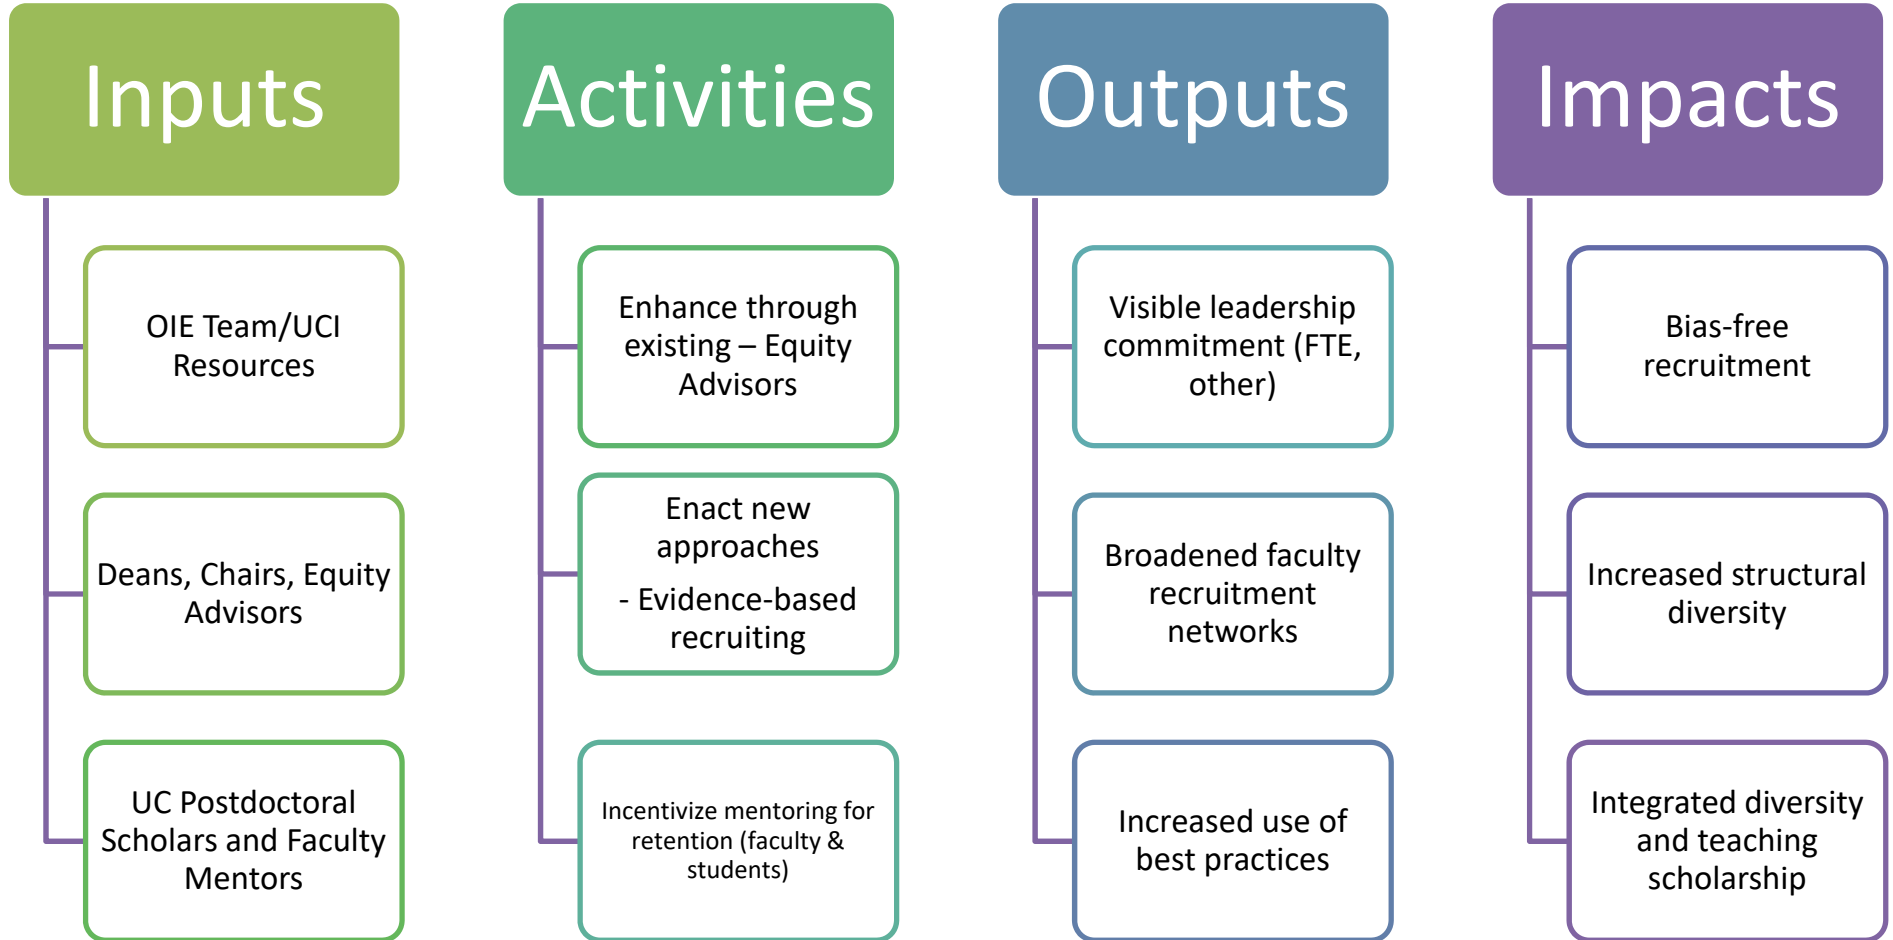 Inputs
OIE Team/UCI
Resources
Deans, Chairs, Equity
Advisors
UC Postdoctoral
Scholars and Faculty
Mentors
Activities
Enhance through
existing – Equity
Advisors
Enact new
approaches
- Evidence-based
recruiting
Incentivize mentoring for
retention (faculty &
students)
Outputs
Visible leadership
commitment (FTE,
other)
Broadened faculty
recruitment
networks
Increased use of
best practices
Impacts
Bias-free
recruitment
Increased structural
diversity
Integrated diversity
and teaching
scholarship